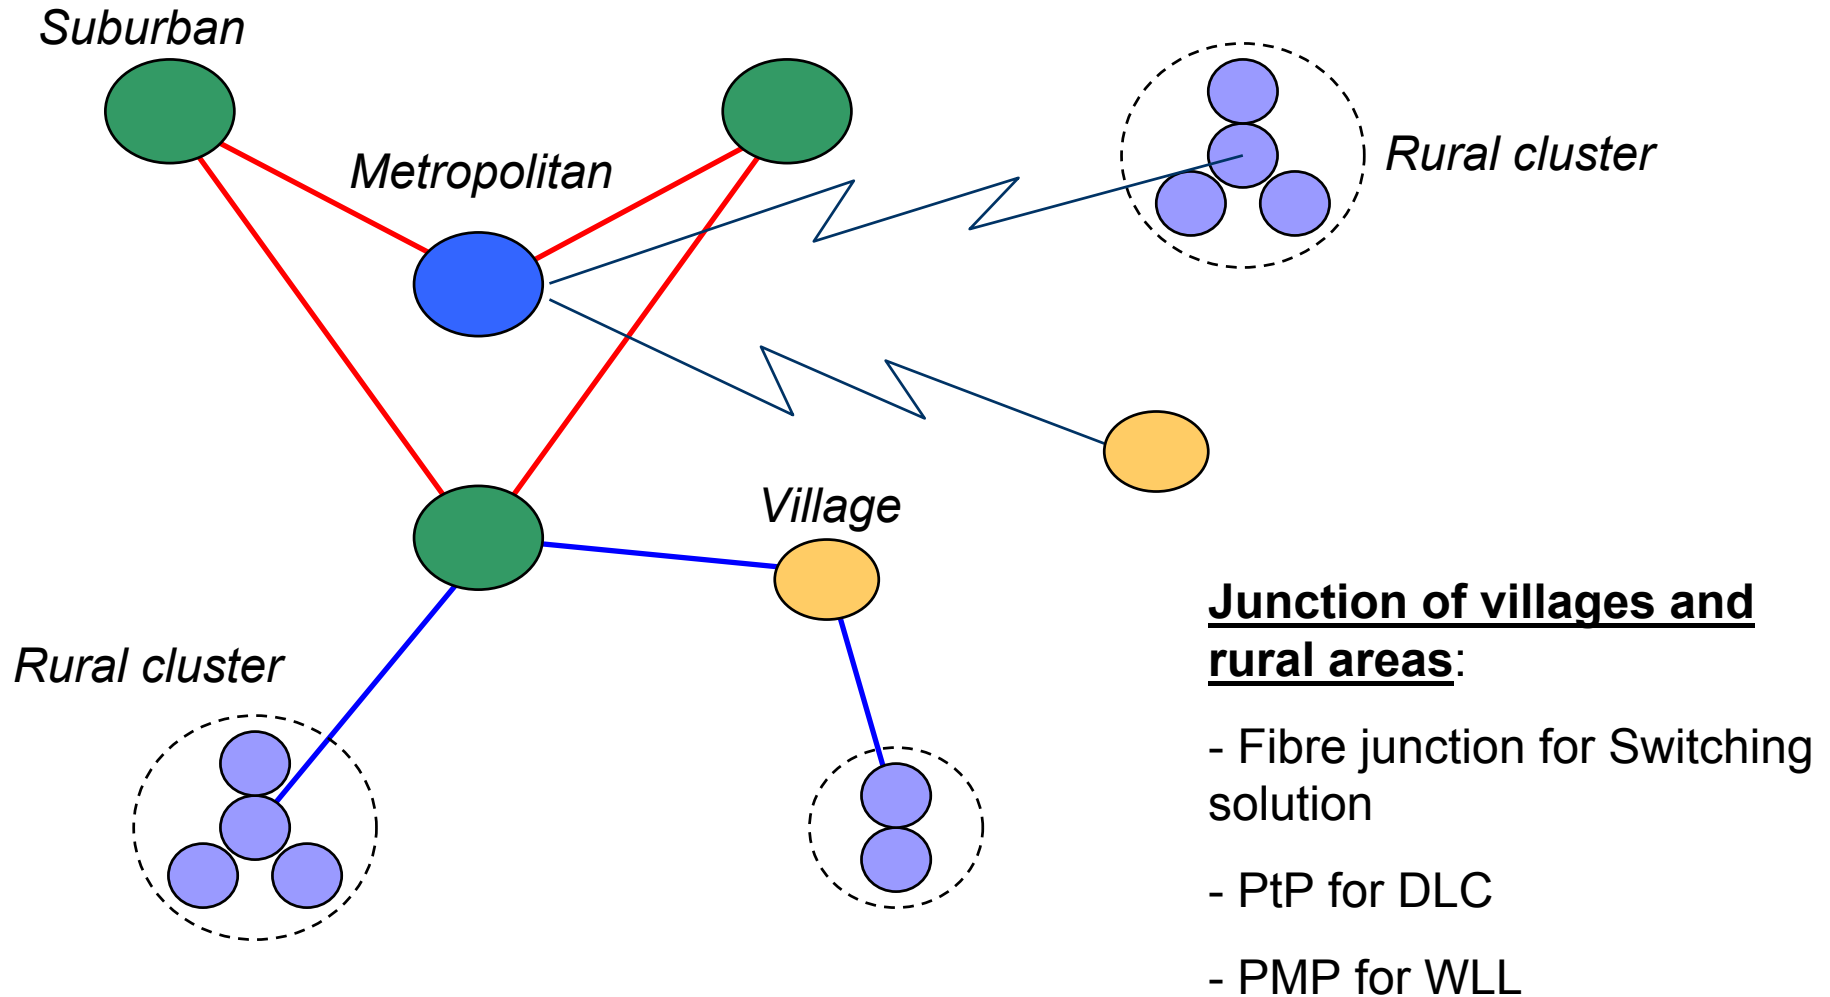 Suburban
Metropolitan
Rural cluster
Village
Rural cluster
Junction of villages and
rural areas:
- Fibre junction for Switching
solution
- PtP for DLC
- PMP for WLL